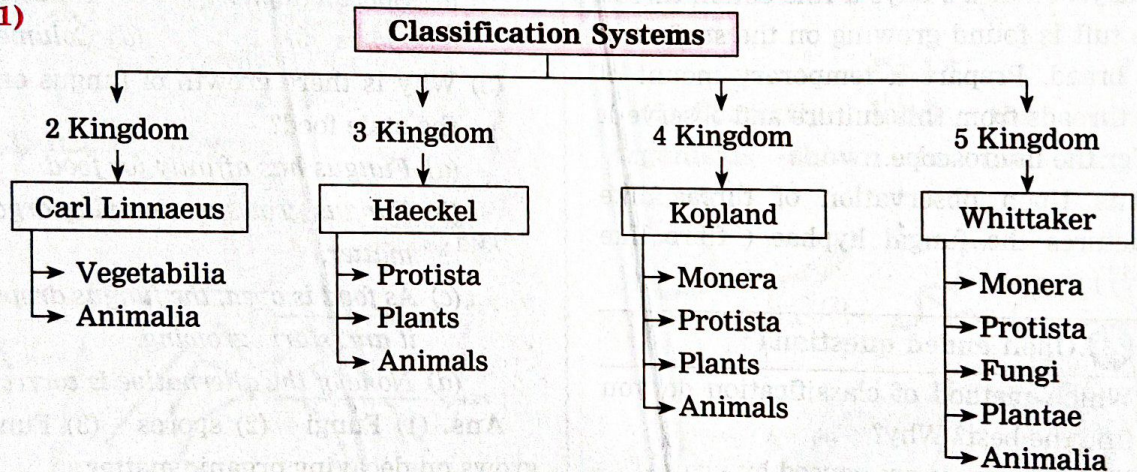 1)
Classification Systems
2 Kingdom
3 Kingdom
4 Kingdom
5 Kingdom
Carl Linnaeus
Haeckel
Kopland
Whittaker
Vegetabilia
Animalia
Protista
Plants
Animals
Monera
Protista
Plants
Animals
Monera
Protista
Fungi
Plantae
Animalia